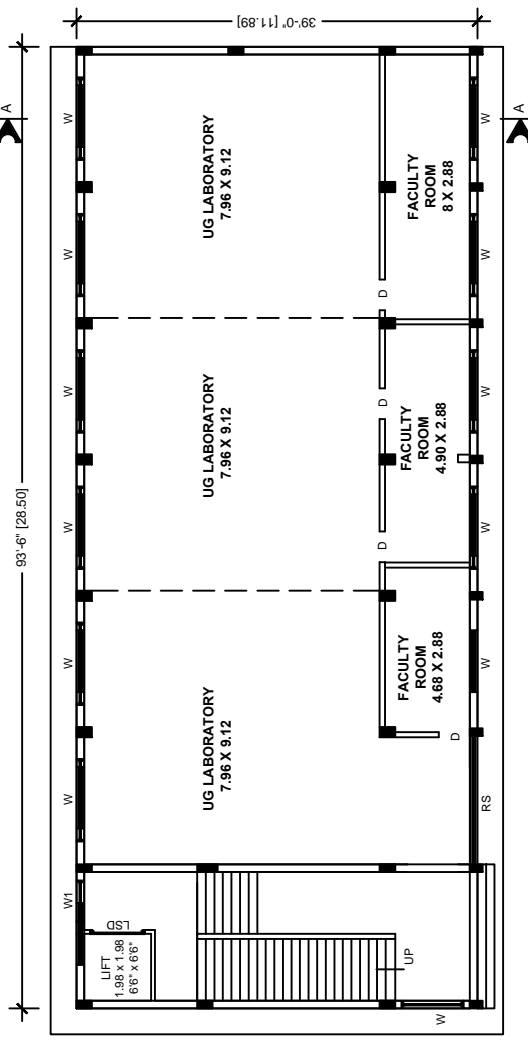 93'-6" [28.50]
A
W1
W
W
W
W
W
W
39'-0" [11.89]
LIFT
1.98 x 1.98
6'6" x 6'6"
LSD
UG LABORATORY
7.96 X 9.12
UG LABORATORY
7.96 X 9.12
UG LABORATORY
7.96 X 9.12
D
D
D
UP
FACULTY
ROOM
4.68 X 2.88
FACULTY
ROOM
4.90 X 2.88
FACULTY
ROOM
8 X 2.88
D
W
RS
W
W
W
W
W
A